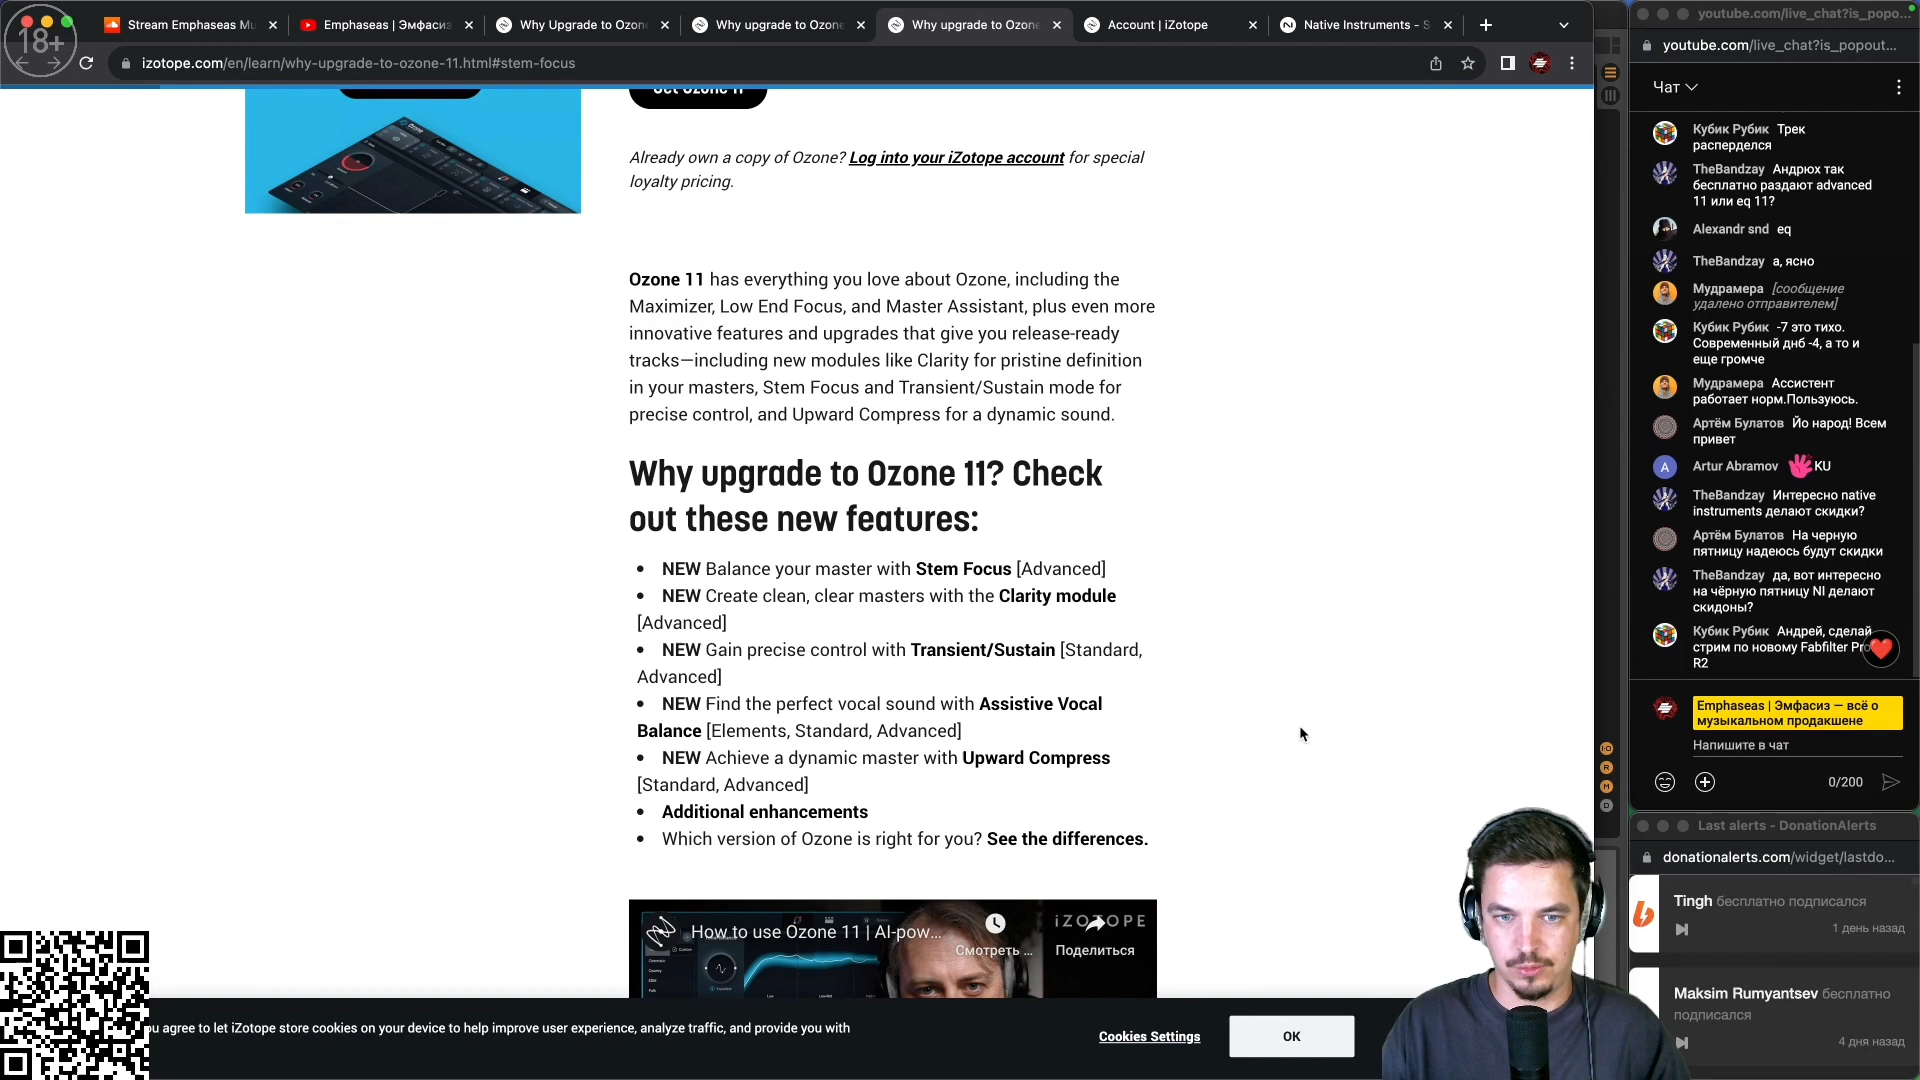 Stream Emphaseas Mu
Emphaseas | Эмфасиз
Why Upgrade to Ozon
Why upgrade to Ozone
Why upgrade to Ozone
Account | iZotope
Native Instruments - S
18+
izotope.com/en/learn/why-upgrade-to-ozone-11.html#stem-focus
Get Ozone 11
Already own a copy of Ozone? Log into your iZotope account for special
loyalty pricing.
Ozone 11 has everything you love about Ozone, including the
Maximizer, Low End Focus, and Master Assistant, plus even more
innovative features and upgrades that give you release-ready
tracks—including new modules like Clarity for pristine definition
in your masters, Stem Focus and Transient/Sustain mode for
precise control, and Upward Compress for a dynamic sound.
Why upgrade to Ozone 11? Check
out these new features:
• NEW Balance your master with Stem Focus [Advanced]
• NEW Create clean, clear masters with the Clarity module
[Advanced]
• NEW Gain precise control with Transient/Sustain [Standard,
Advanced]
• NEW Find the perfect vocal sound with Assistive Vocal
Balance [Elements, Standard, Advanced]
• NEW Achieve a dynamic master with Upward Compress
[Standard, Advanced]
• Additional enhancements
• Which version of Ozone is right for you? See the differences.
How to use Ozone 11 | AI-pow...
Смотреть ...
iZOTOPE
Поделиться
u agree to let iZotope store cookies on your device to help improve user experience, analyze traffic, and provide you with
Cookies Settings
OK
youtube.com/live_chat?is_popo...
youtube.com/live_chat?is_popout...
Чат
Кубик Рубик Трек
расперделся
TheBandzay Андрюх так
бесплатно раздают advanced
11 или eq 11?
Alexandr snd eq
TheBandzay а, ясно
Мудрамера [сообщение
удалено отправителем]
Кубик Рубик -7 это тихо.
Современный днб -4, а то и
еще громче
Мудрамера Ассистент
работает норм.Пользуюсь.
Артём Булатов Йо народ! Всем
привет
A
Artur Abramov KU
TheBandzay Интересно native
instruments делают скидки?
Артём Булатов На черную
пятницу надеюсь будут скидки
TheBandzay да, вот интересно
на чёрную пятницу NI делают
скидоны?
Кубик Рубик Андрей, сделай
стрим по новому Fabfilter Pro
R2
Emphaseas | Эмфасиз — всё о
музыкальном продакшене
Напишите в чат
0/200
Last alerts - DonationAlerts
donationalerts.com/widget/lastdo...
Tingh бесплатно подписался
1 день назад
Maksim Rumyantsev бесплатно
подписался
4 дня назад